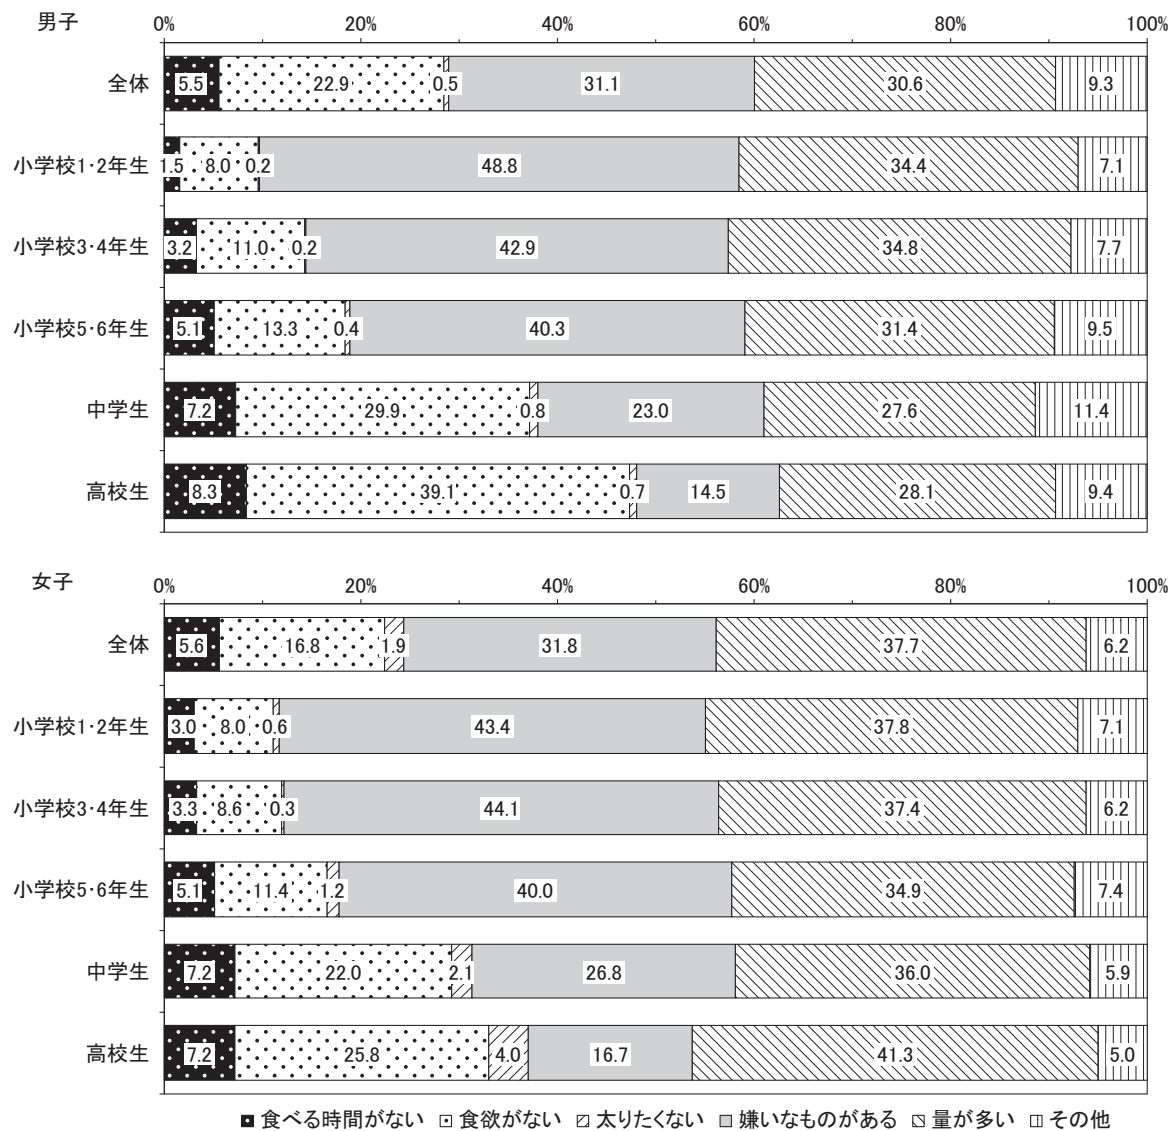 男子 0% 20% 40% 60% 80% 100%
全体 5.5 22.9 0.5 31.1 30.6 9.3
小学校1・2年生 1.5 8.0 0.2 48.8 34.4 7.1
小学校3・4年生 3.2 11.0 0.2 42.9 34.8 7.7
小学校5・6年生 5.1 13.3 0.4 40.3 31.4 9.5
中学生 7.2 29.9 0.8 23.0 27.6 11.4
高校生 8.3 39.1 0.7 14.5 28.1 9.4
女子 0% 20% 40% 60% 80% 100%
全体 5.6 16.8 1.9 31.8 37.7 6.2
小学校1・2年生 3.0 8.0 0.6 43.4 37.8 7.1
小学校3・4年生 3.3 8.6 0.3 44.1 37.4 6.2
小学校5・6年生 5.1 11.4 1.2 40.0 34.9 7.4
中学生 7.2 22.0 2.1 26.8 36.0 5.9
高校生 7.2 25.8 4.0 16.7 41.3 5.0
食べる時間がない 食欲がない 太りたくない 嫌いなものがある 量が多い その他